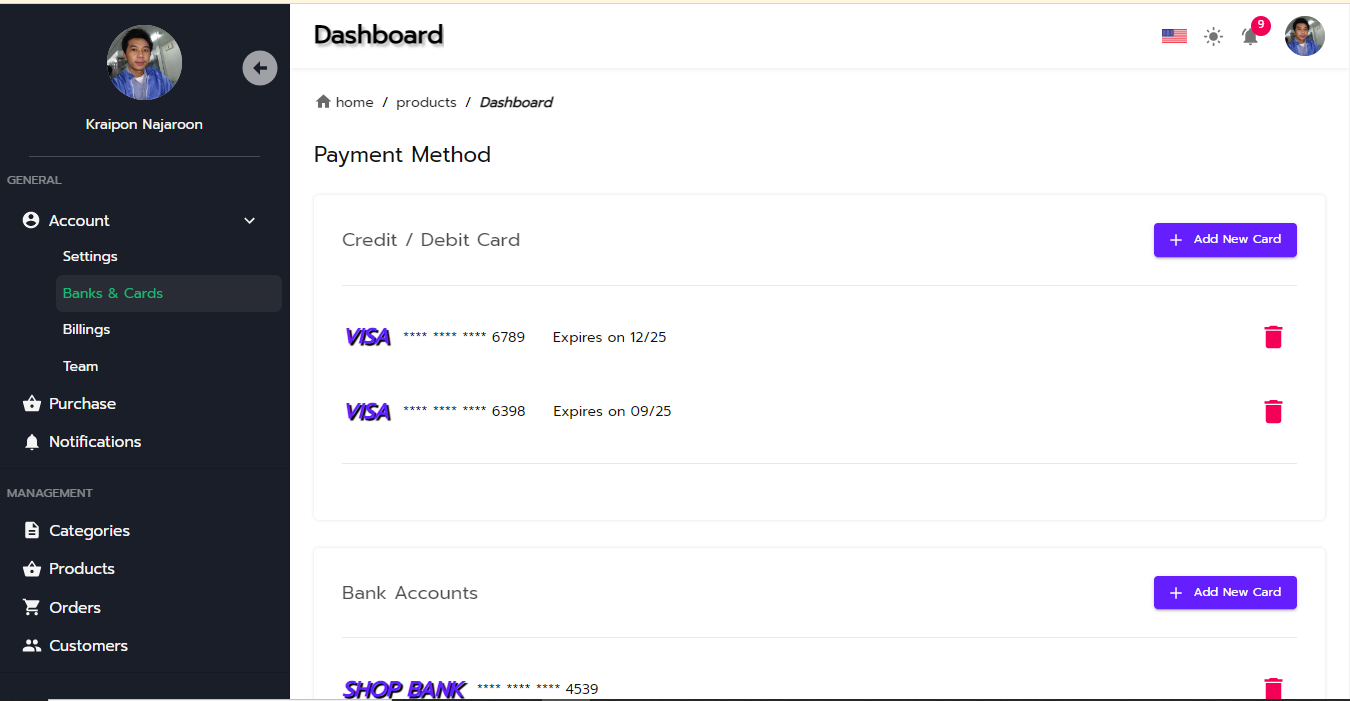 Dashboard
9
Kraipon Najaroon
home / products / Dashboard
Payment Method
GENERAL
Account
Settings
Banks & Cards
Billings
Team
Purchase
Notifications
MANAGEMENT
Categories
Products
Orders
Customers
Credit / Debit Card
+ Add New Card
VISA **** **** **** 6789 Expires on 12/25
VISA **** **** **** 6398 Expires on 09/25
Bank Accounts
+ Add New Card
SHOP BANK **** **** **** 4539